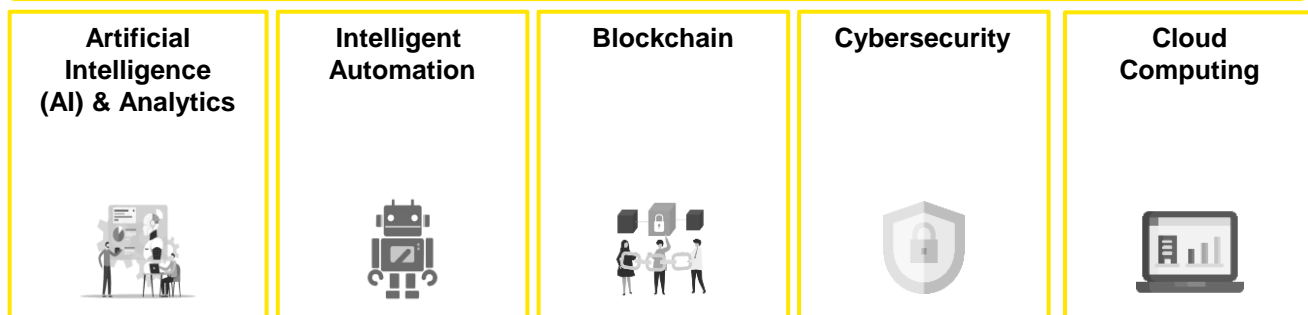 Artificial
Intelligence
(AI) & Analytics
Intelligent
Automation
Blockchain
Cybersecurity
Cloud
Computing